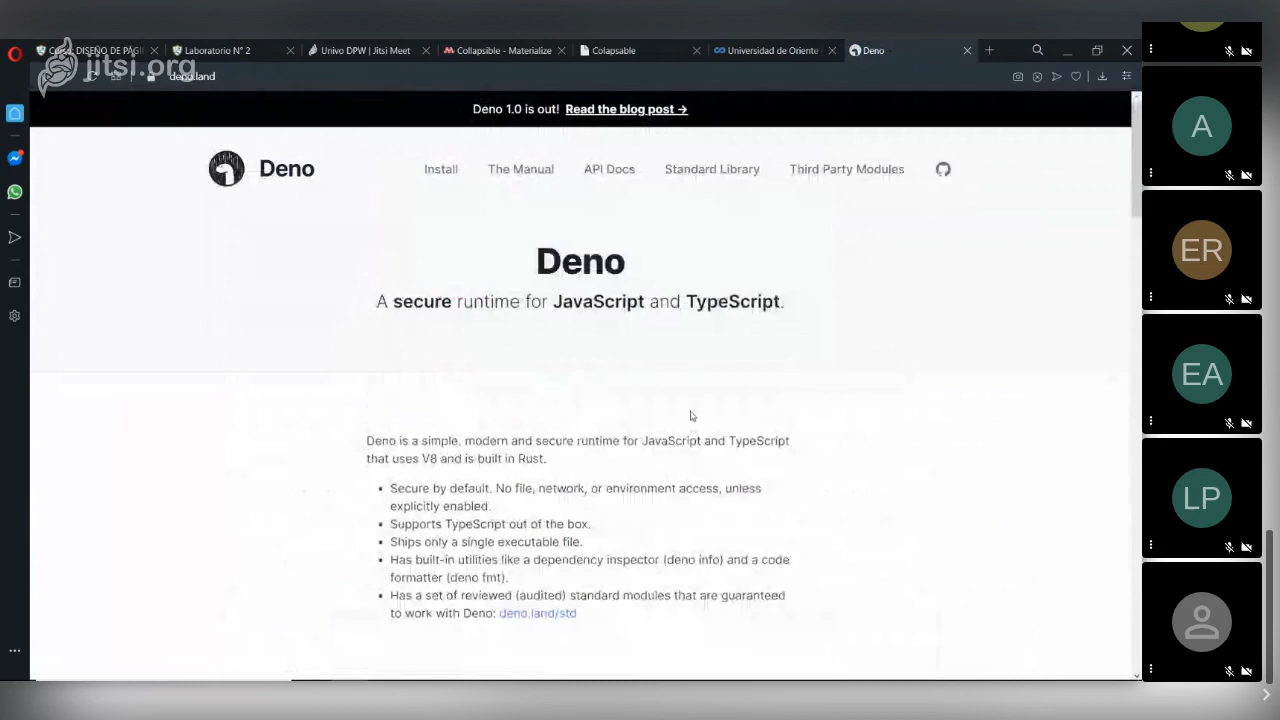 Curso DISEÑO DE PÁGI
Laboratorio N° 2
Univo DPW | Jitsi Meet
Collapsible - Materialize
Colapsable
Universidad de Oriente
Deno
jitsi.org
deno.land
Deno 1.0 is out! Read the blog post →
Deno
Install
The Manual
API Docs
Standard Library
Third Party Modules
Deno
A secure runtime for JavaScript and TypeScript.
Deno is a simple, modern and secure runtime for JavaScript and TypeScript
that uses V8 and is built in Rust.
• Secure by default. No file, network, or environment access, unless
explicitly enabled.
• Supports TypeScript out of the box.
• Ships only a single executable file.
• Has built-in utilities like a dependency inspector (deno info) and a code
formatter (deno fmt).
• Has a set of reviewed (audited) standard modules that are guaranteed
to work with Deno: deno.land/std
A
ER
EA
LP